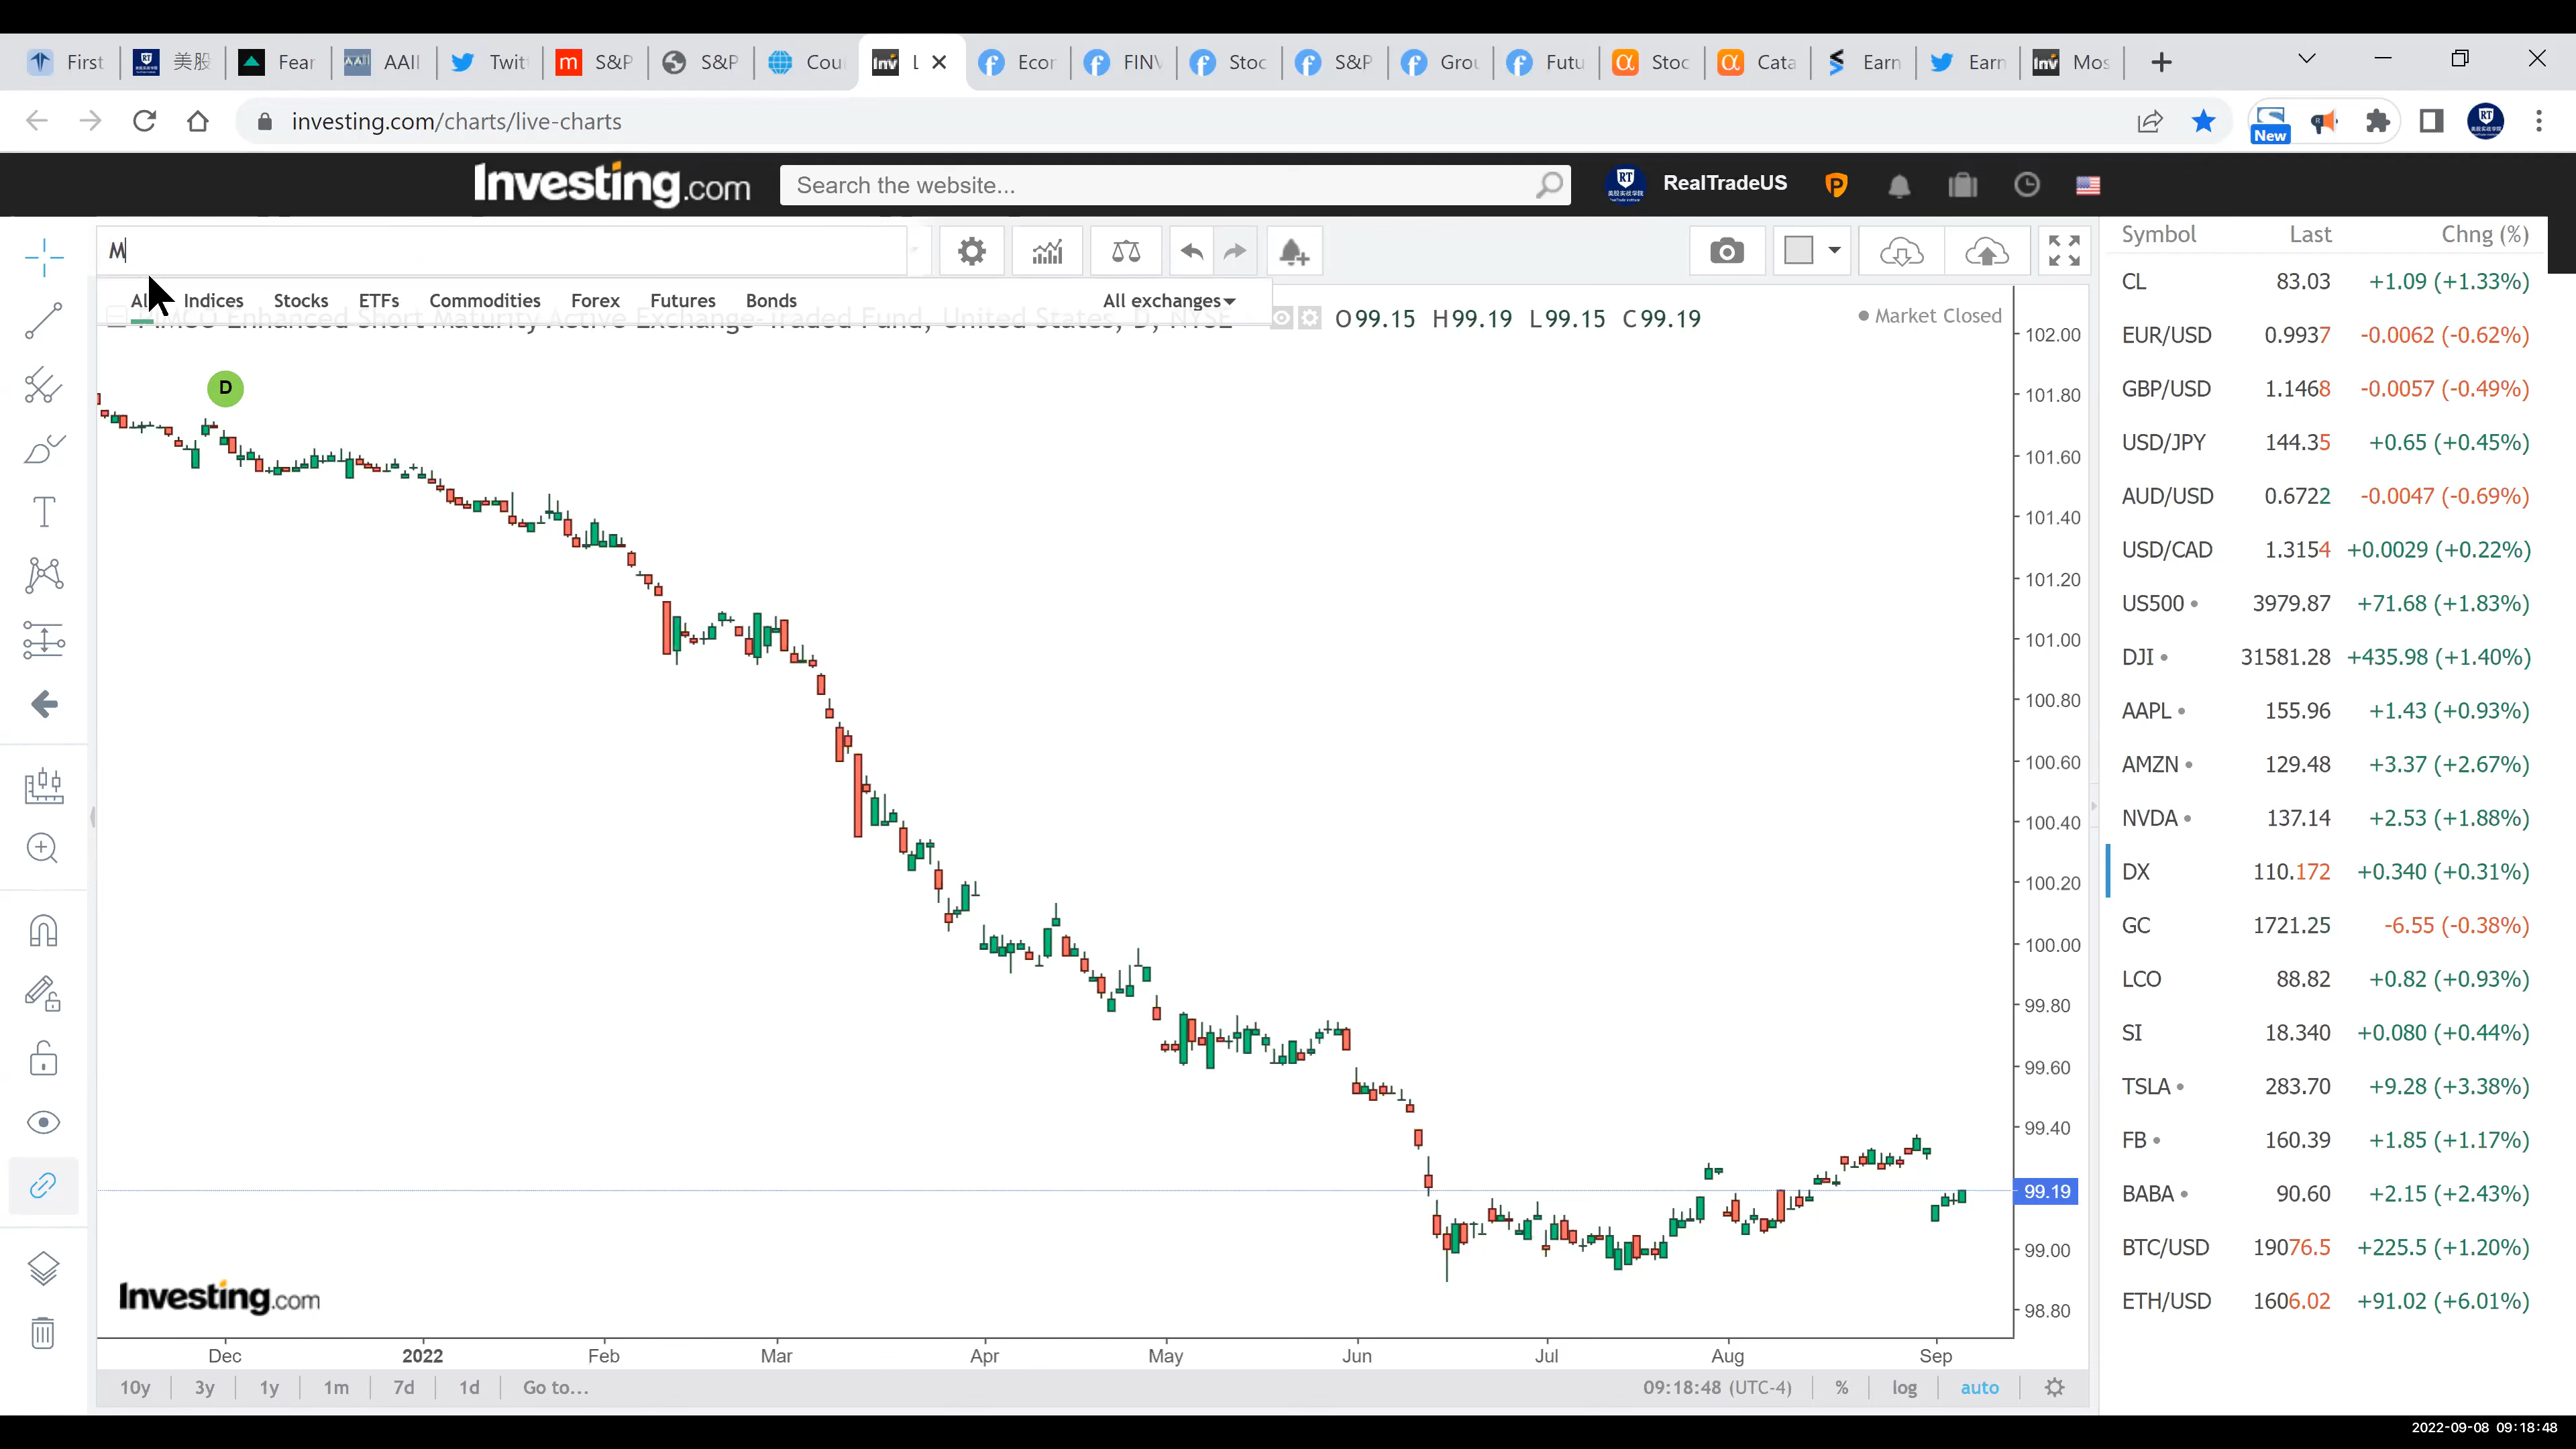 First
美股
Fear
AAII
Twit
S&P
S&P
Cou
L
Econ
FINV
Stoc
S&P
Grou
Futu
Stoc
Cata
Earn
Earn
Mos
investing.com/charts/live-charts
New
Investing.com
Search the website...
RealTradeUS
M
All Indices Stocks ETFs Commodities Forex Futures Bonds All exchanges
PIMCO Enhanced Short Maturity Active Exchange-Traded Fund, United States, D, NYSE O99.15 H99.19 L99.15 C99.19
Market Closed
D
102.00
101.80
101.60
101.40
101.20
101.00
100.80
100.60
100.40
100.20
100.00
99.80
99.60
99.40
99.19
99.00
98.80
Investing.com
Dec 2022 Feb Mar Apr May Jun Jul Aug Sep
10y 3y 1y 1m 7d 1d Go to... 09:18:48 (UTC-4) % log auto
Symbol Last Chng (%)
CL 83.03 +1.09 (+1.33%)
EUR/USD 0.9937 -0.0062 (-0.62%)
GBP/USD 1.1468 -0.0057 (-0.49%)
USD/JPY 144.35 +0.65 (+0.45%)
AUD/USD 0.6722 -0.0047 (-0.69%)
USD/CAD 1.3154 +0.0029 (+0.22%)
US500 3979.87 +71.68 (+1.83%)
DJI 31581.28 +435.98 (+1.40%)
AAPL 155.96 +1.43 (+0.93%)
AMZN 129.48 +3.37 (+2.67%)
NVDA 137.14 +2.53 (+1.88%)
DX 110.172 +0.340 (+0.31%)
GC 1721.25 -6.55 (-0.38%)
LCO 88.82 +0.82 (+0.93%)
SI 18.340 +0.080 (+0.44%)
TSLA 283.70 +9.28 (+3.38%)
FB 160.39 +1.85 (+1.17%)
BABA 90.60 +2.15 (+2.43%)
BTC/USD 19076.5 +225.5 (+1.20%)
ETH/USD 1606.02 +91.02 (+6.01%)
2022-09-08 09:18:48